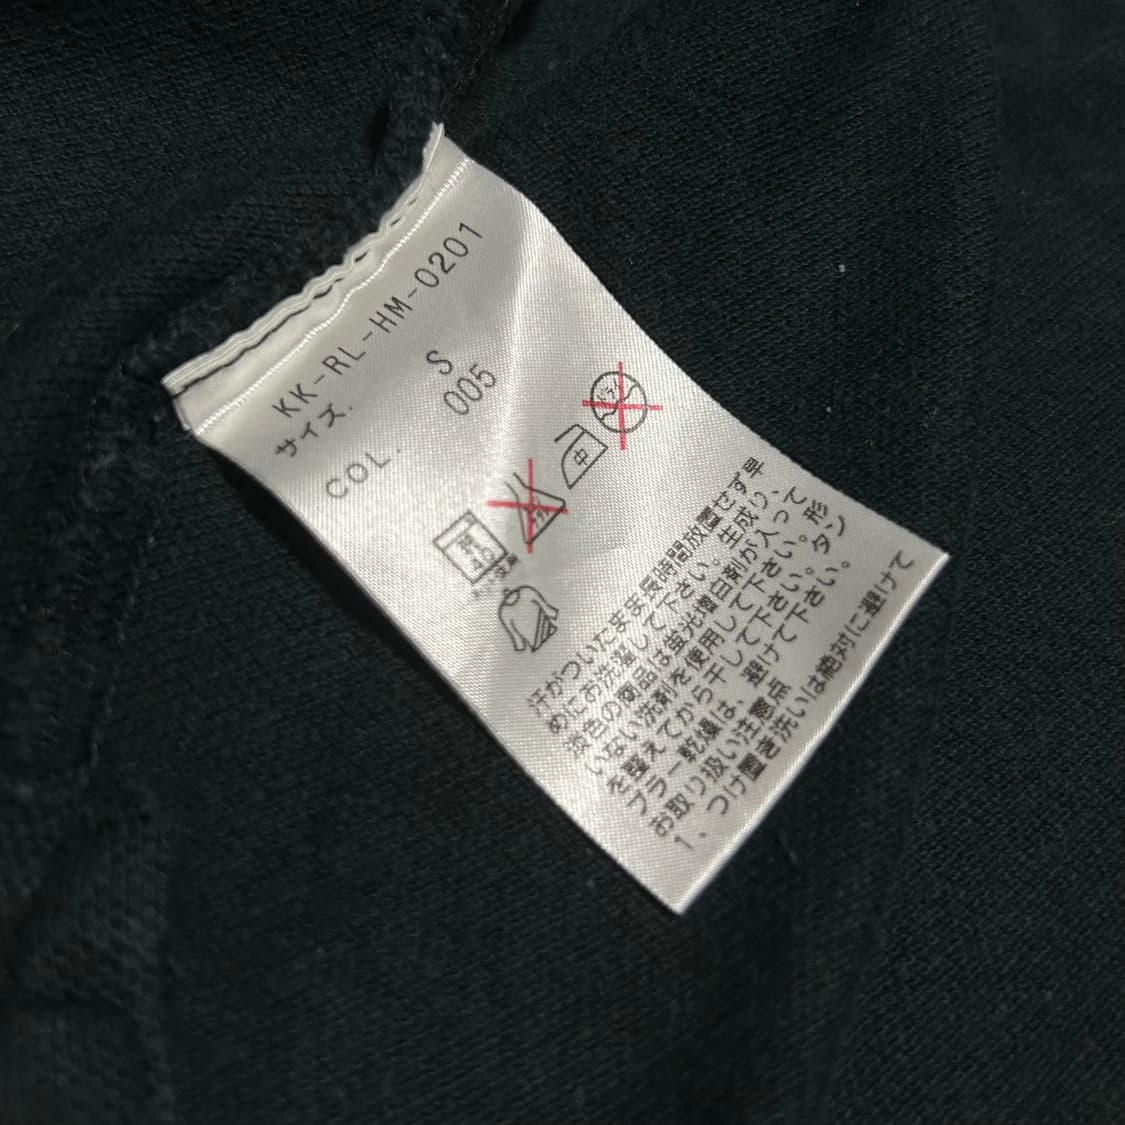 KK-RL-HM-0201
サイズ. S
COL. 005
中
汗がついたまま長時間放置せず早
めにお洗濯して下さい。生成り、
淡色の商品は蛍光増白剤が入って
いない洗剤を使用して下さい。形
を整えてから干して下さい。タン
ブラー乾燥は、避けて下さい。
お取り扱い注意点
1. つけ置き洗いは絶対に避けて